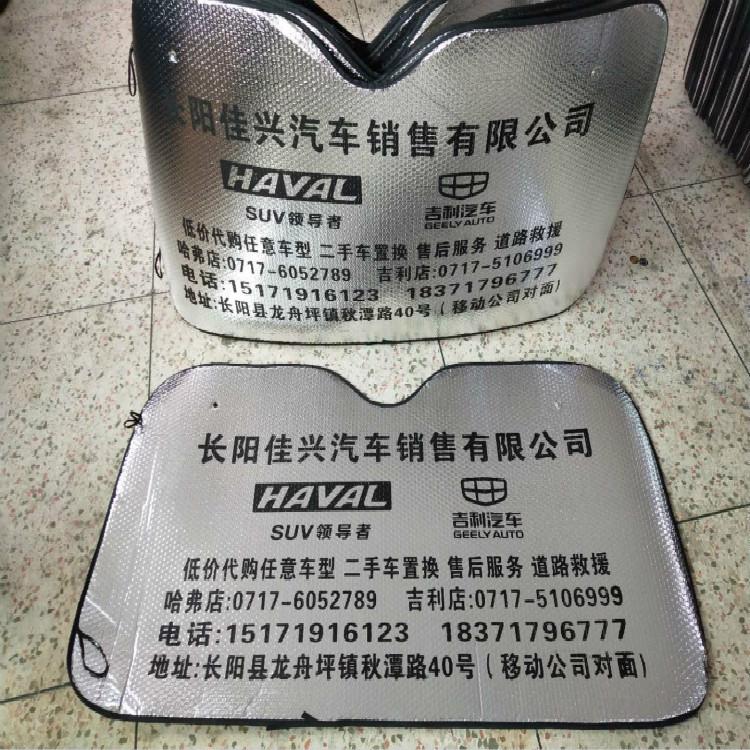 长阳佳兴汽车销售有限公司
HAVAL
吉利汽车
SUV领导者
GEELY AUTO
低价代购任意车型 二手车置换 售后服务 道路救援
哈弗店:0717-6052789 吉利店:0717-5106999
电话:15171916123 18371796777
地址:长阳县龙舟坪镇秋潭路40号(移动公司对面)
长阳佳兴汽车销售有限公司
HAVAL
吉利汽车
SUV领导者
GEELY AUTO
低价代购任意车型 二手车置换 售后服务 道路救援
哈弗店:0717-6052789 吉利店:0717-5106999
电话:15171916123 18371796777
地址:长阳县龙舟坪镇秋潭路40号(移动公司对面)